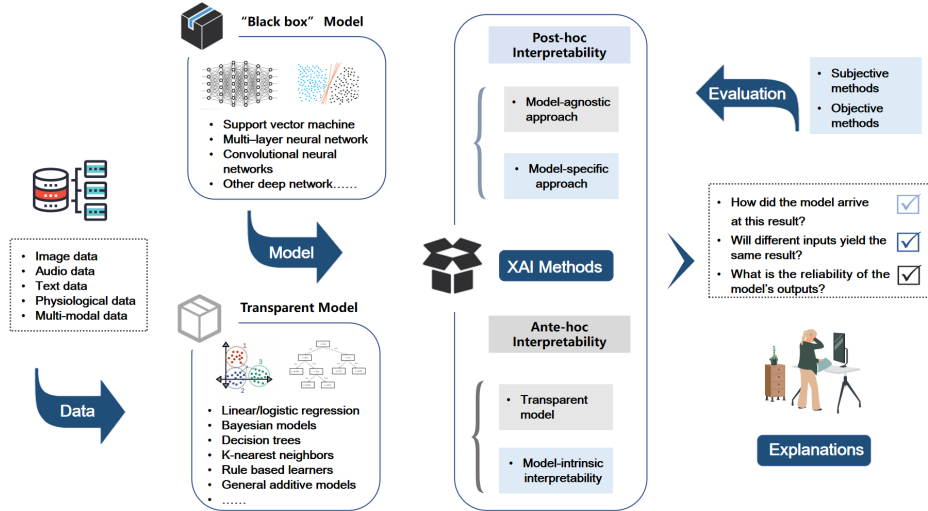 “Black box” Model
• Support vector machine
• Multi–layer neural network
• Convolutional neural
networks
• Other deep network……
• Image data
• Audio data
• Text data
• Physiological data
• Multi-modal data
Data
Model
Transparent Model
1
2
3
• Linear/logistic regression
• Bayesian models
• Decision trees
• K-nearest neighbors
• Rule based learners
• General additive models
• ……
Post-hoc
Interpretability
• Model-agnostic
approach
• Model-specific
approach
XAI Methods
Ante-hoc
Interpretability
• Transparent
model
• Model-intrinsic
interpretability
Evaluation
• Subjective
methods
• Objective
methods
• How did the model arrive
at this result?
• Will different inputs yield the
same result?
• What is the reliability of the
model’s outputs?
Explanations